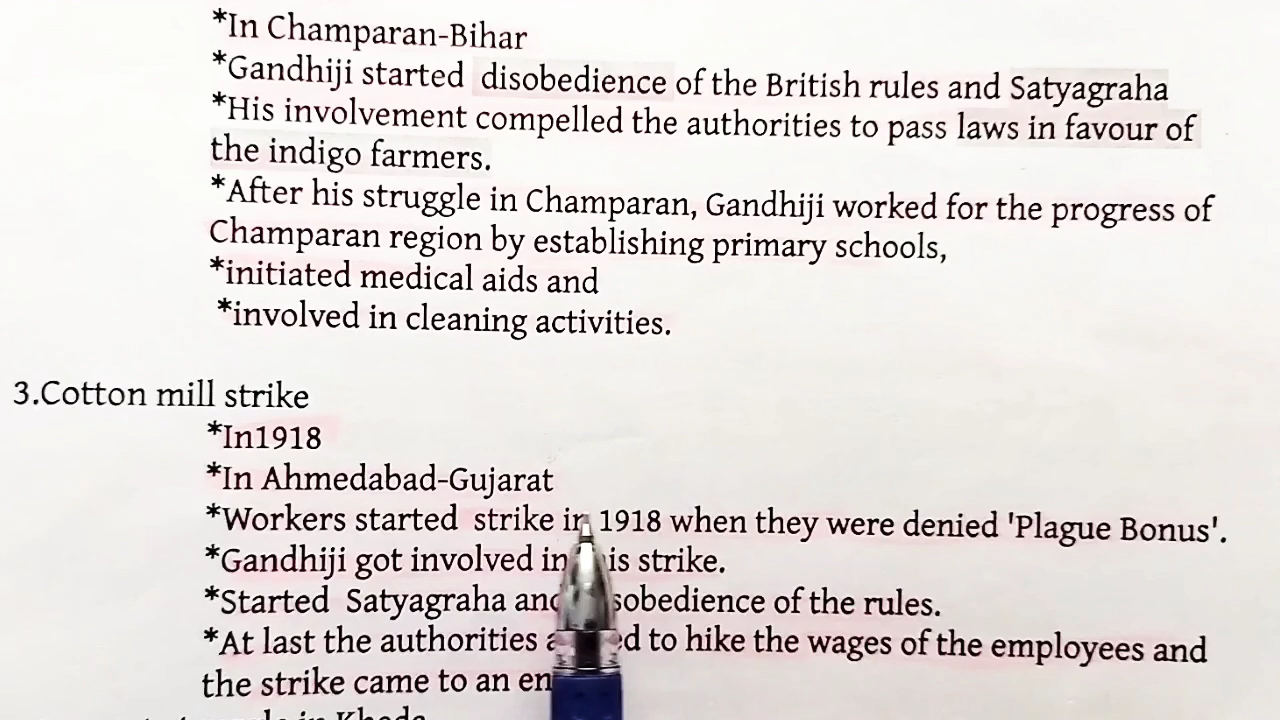 *In Champaran-Bihar
*Gandhiji started disobedience of the British rules and Satyagraha
*His involvement compelled the authorities to pass laws in favour of
the indigo farmers.
*After his struggle in Champaran, Gandhiji worked for the progress of
Champaran region by establishing primary schools,
*initiated medical aids and
*involved in cleaning activities.
3.Cotton mill strike
*In1918
*In Ahmedabad-Gujarat
*Workers started strike in 1918 when they were denied 'Plague Bonus'.
*Gandhiji got involved in strike.
*Started Satyagraha and of the rules.
*At last the authorities to hike the wages of the employees and
the strike came to an
in Kheda